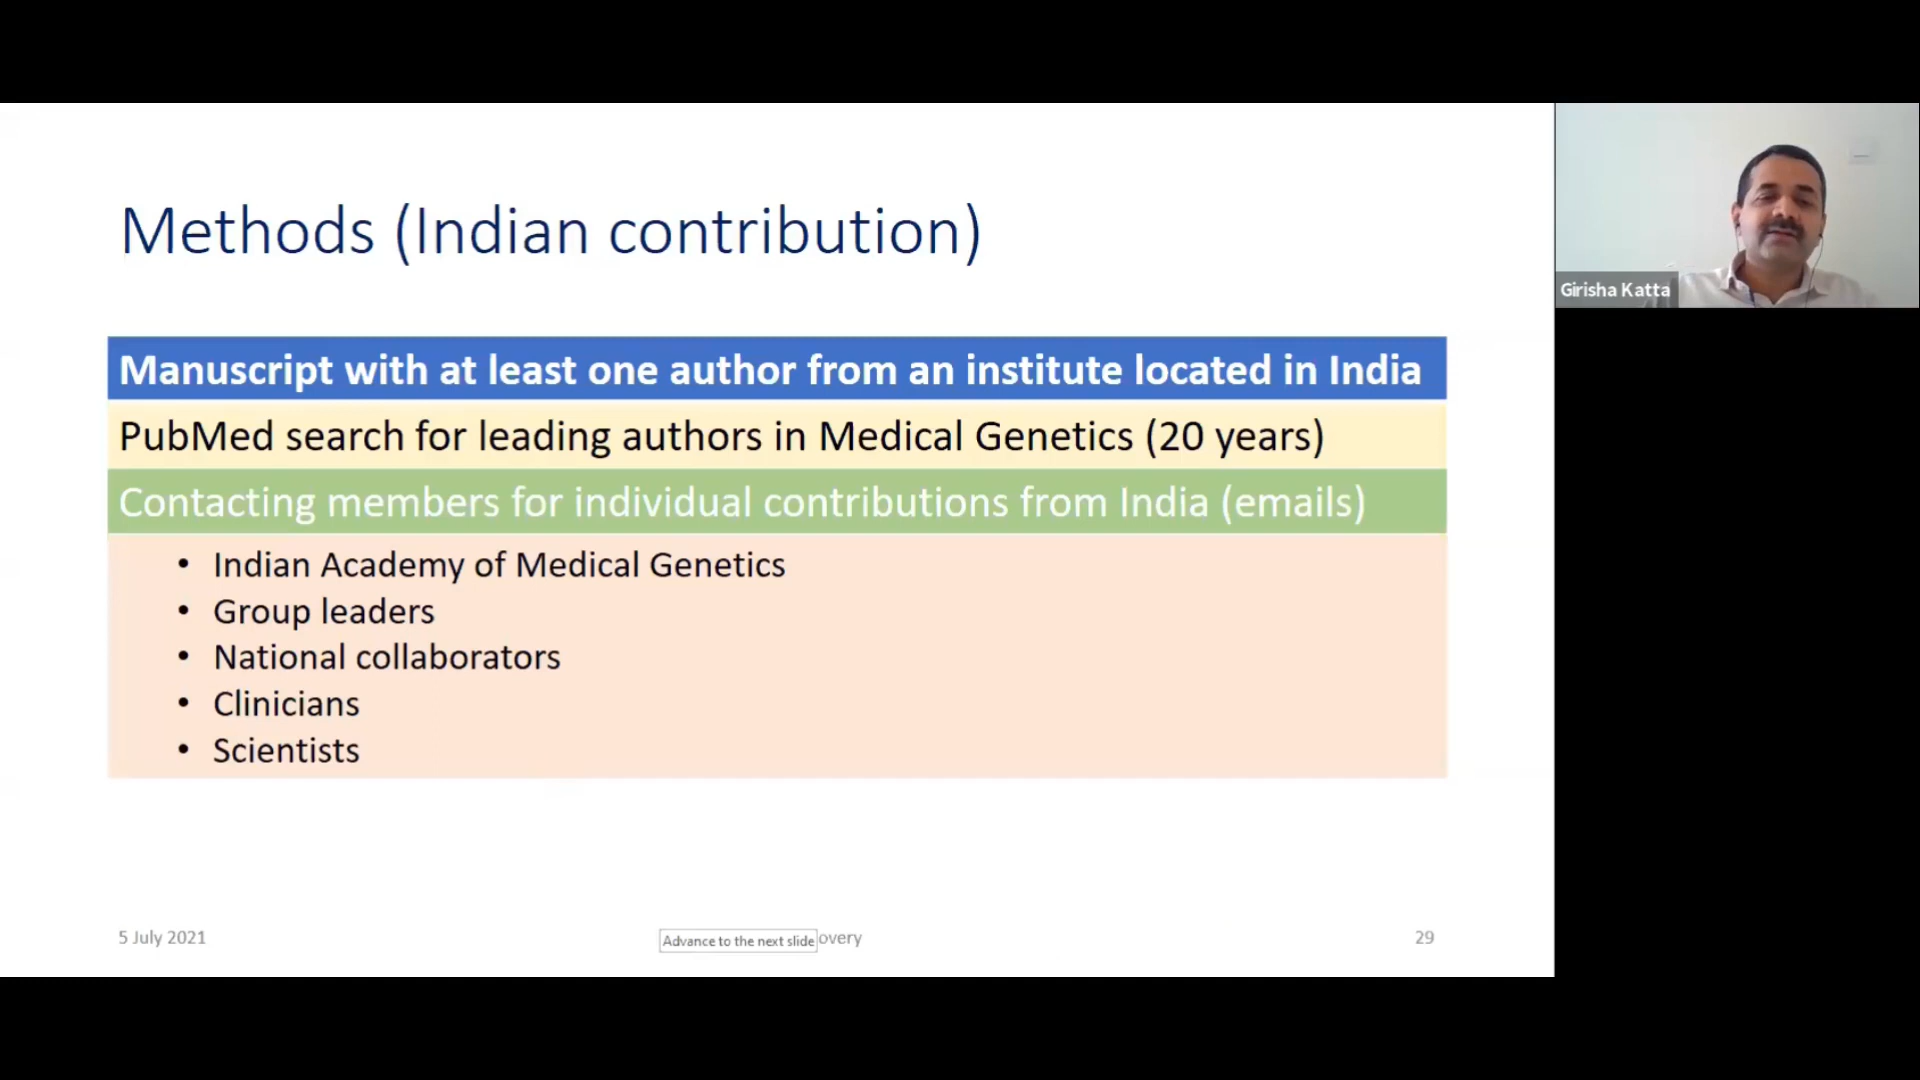 Methods (Indian contribution)
Manuscript with at least one author from an institute located in India
PubMed search for leading authors in Medical Genetics (20 years)
Contacting members for individual contributions from India (emails)
• Indian Academy of Medical Genetics
• Group leaders
• National collaborators
• Clinicians
• Scientists
5 July 2021
Advance to the next slide
overy
29
Girisha Katta